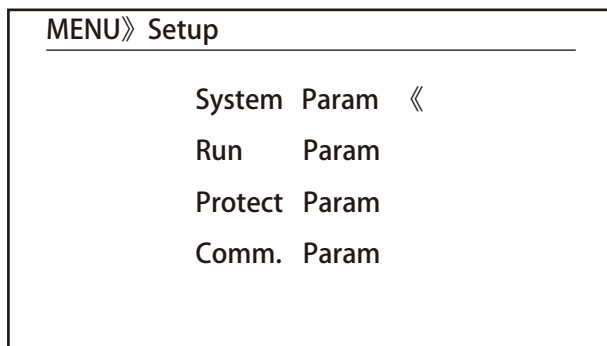 MENU》Setup
System Param 《
Run Param
Protect Param
Comm. Param